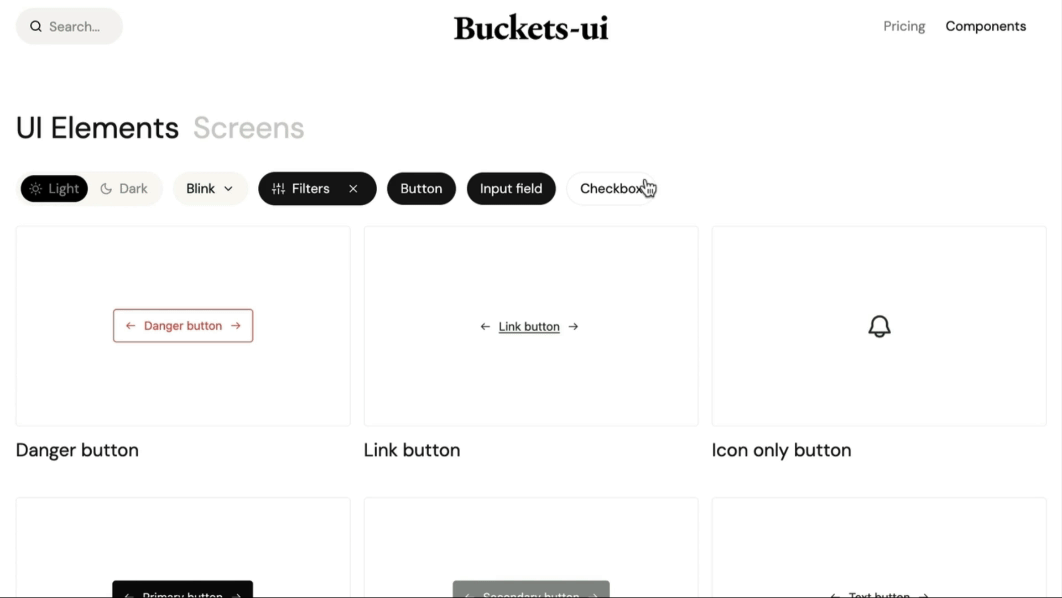 Search... Buckets-ui Pricing Components
UI Elements Screens
Light Dark Blink Filters Button Input field Checkbox
Danger button Link button
Danger button Link button Icon only button
Primary button Secondary button Text button